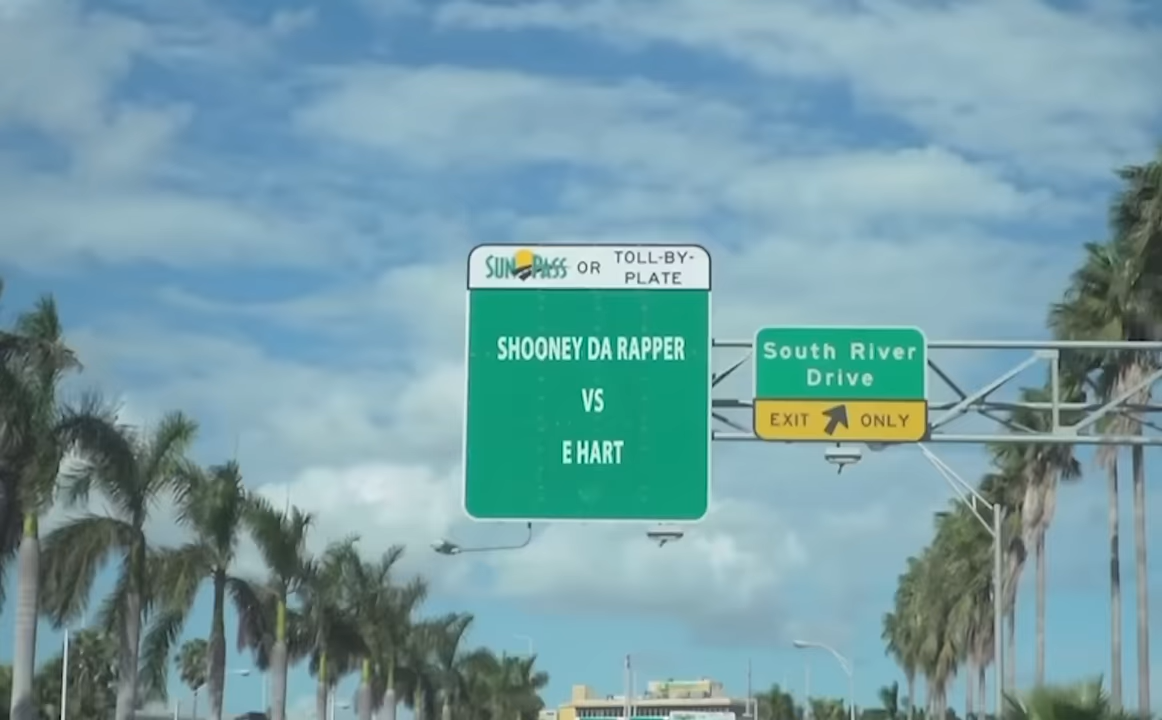 SUNPASS OR TOLL-BY-
PLATE
SHOONEY DA RAPPER
VS
E HART
South River
Drive
EXIT ONLY